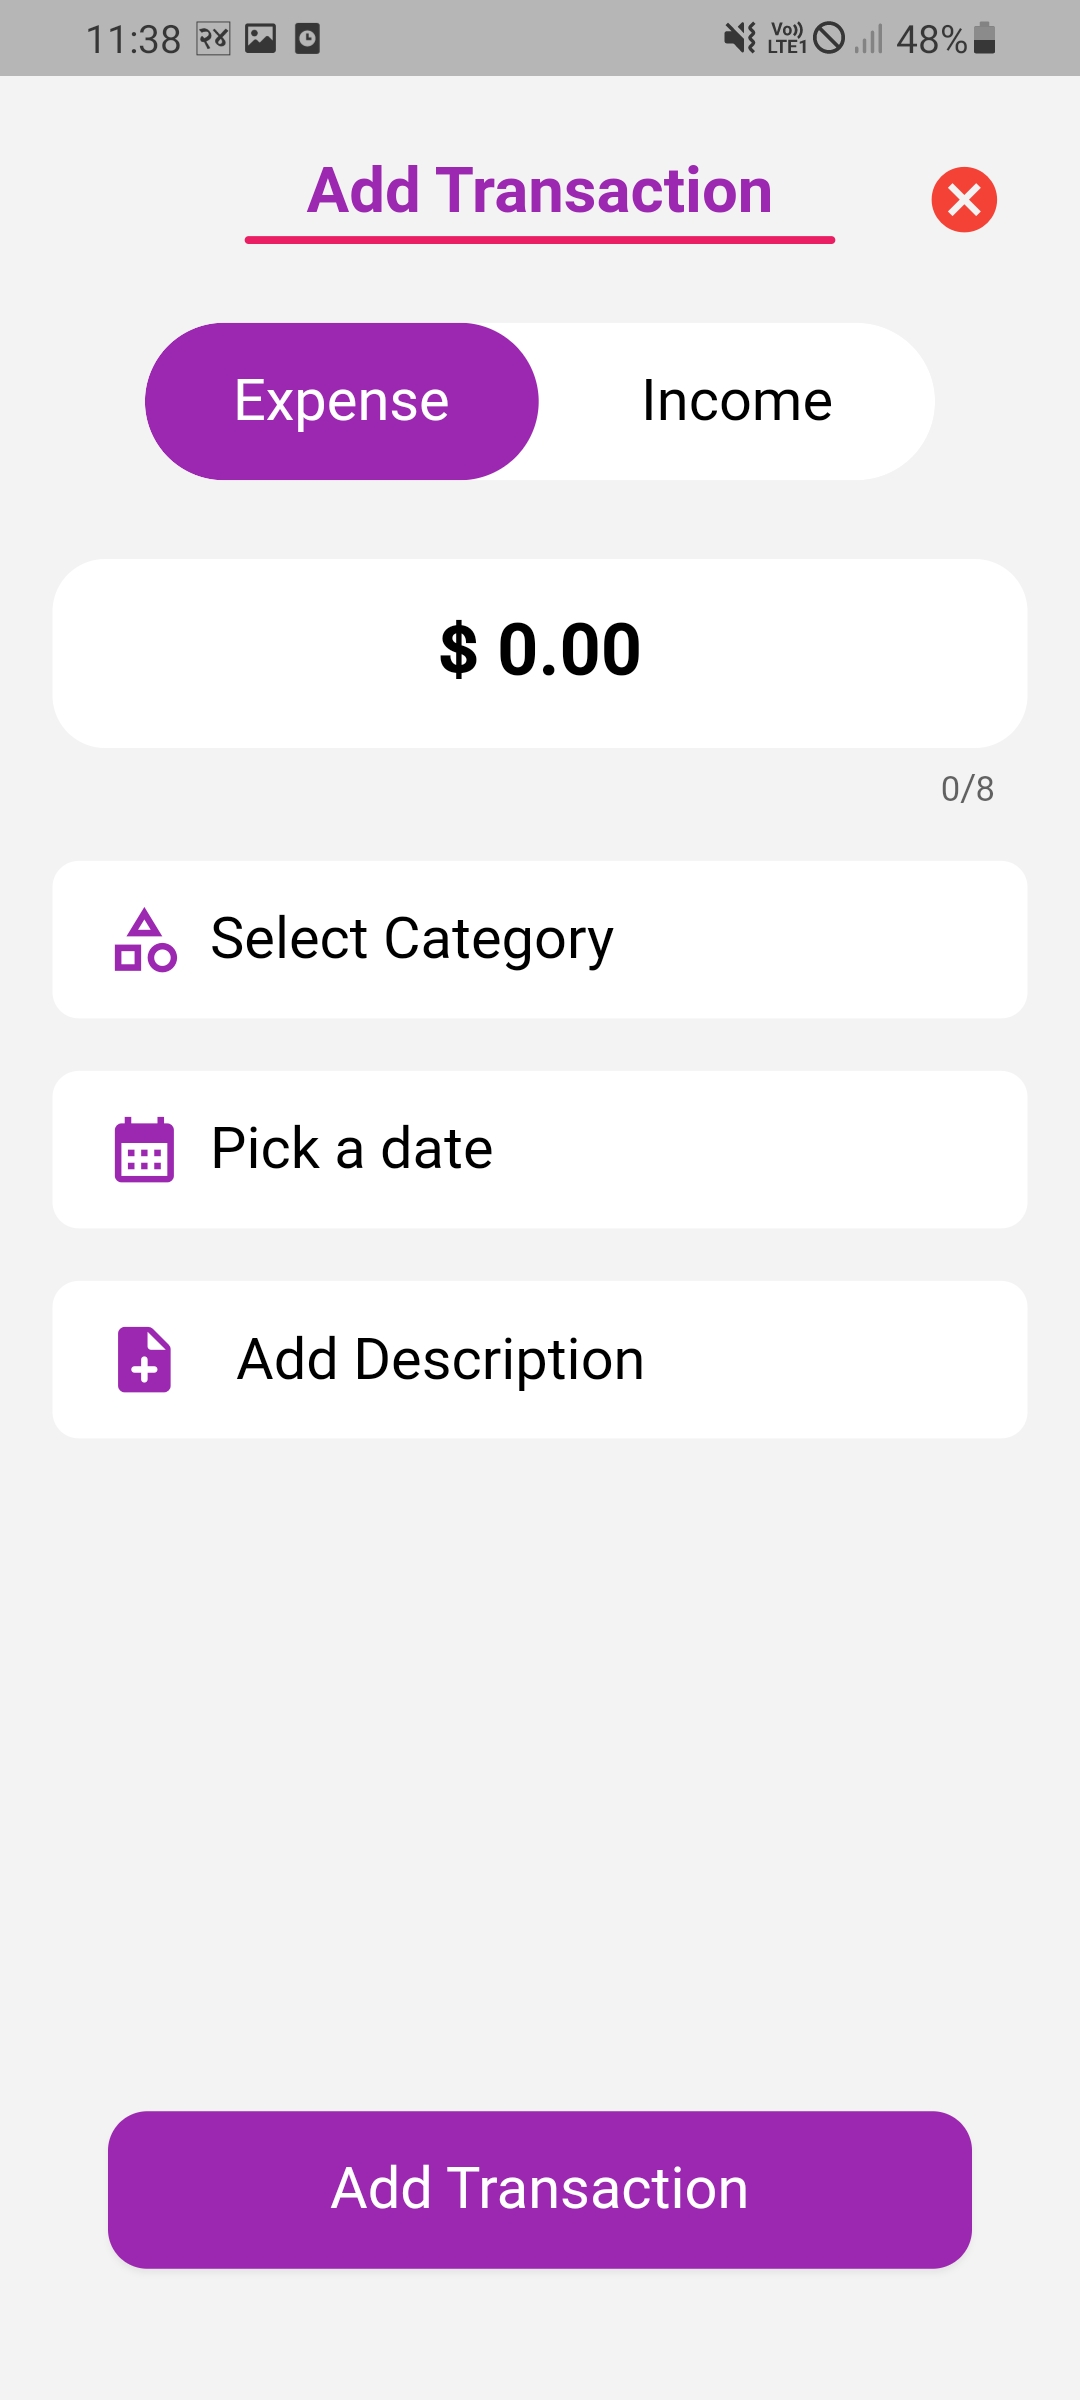 11:38 २४ Vo)) LTE1 48%
Add Transaction
Expense Income
$ 0.00
0/8
Select Category
Pick a date
Add Description
Add Transaction